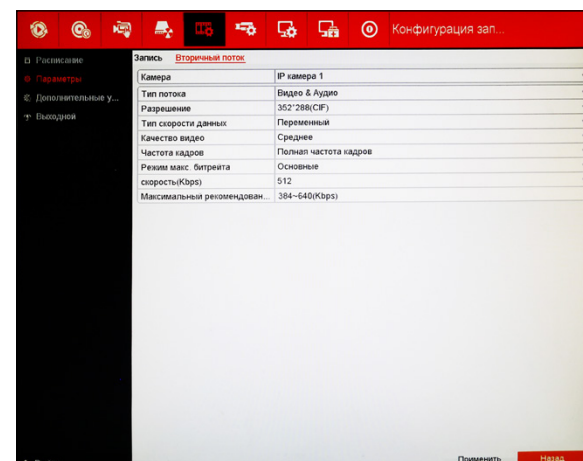 Конфигурация зап...
Расписание
Параметры
Дополнительные у...
Выходной
Запись Вторичный поток
Камера IP камера 1
Тип потока Видео & Аудио
Разрешение 352*288(CIF)
Тип скорости данных Переменный
Качество видео Среднее
Частота кадров Полная частота кадров
Режим макс. битрейта Основные
скорость(Kbps) 512
Максимальный рекомендован... 384~640(Kbps)
Применить Назад